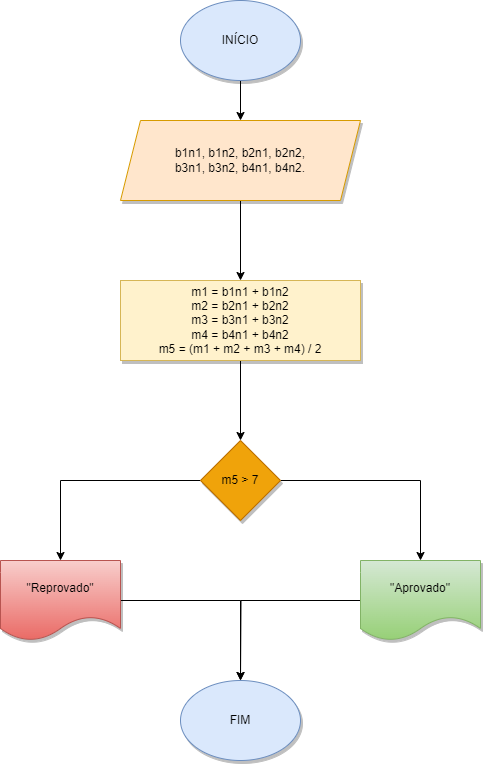 INÍCIO
b1n1, b1n2, b2n1, b2n2,
b3n1, b3n2, b4n1, b4n2.
m1 = b1n1 + b1n2
m2 = b2n1 + b2n2
m3 = b3n1 + b3n2
m4 = b4n1 + b4n2
m5 = (m1 + m2 + m3 + m4) / 2
m5 > 7
"Reprovado"
"Aprovado"
FIM